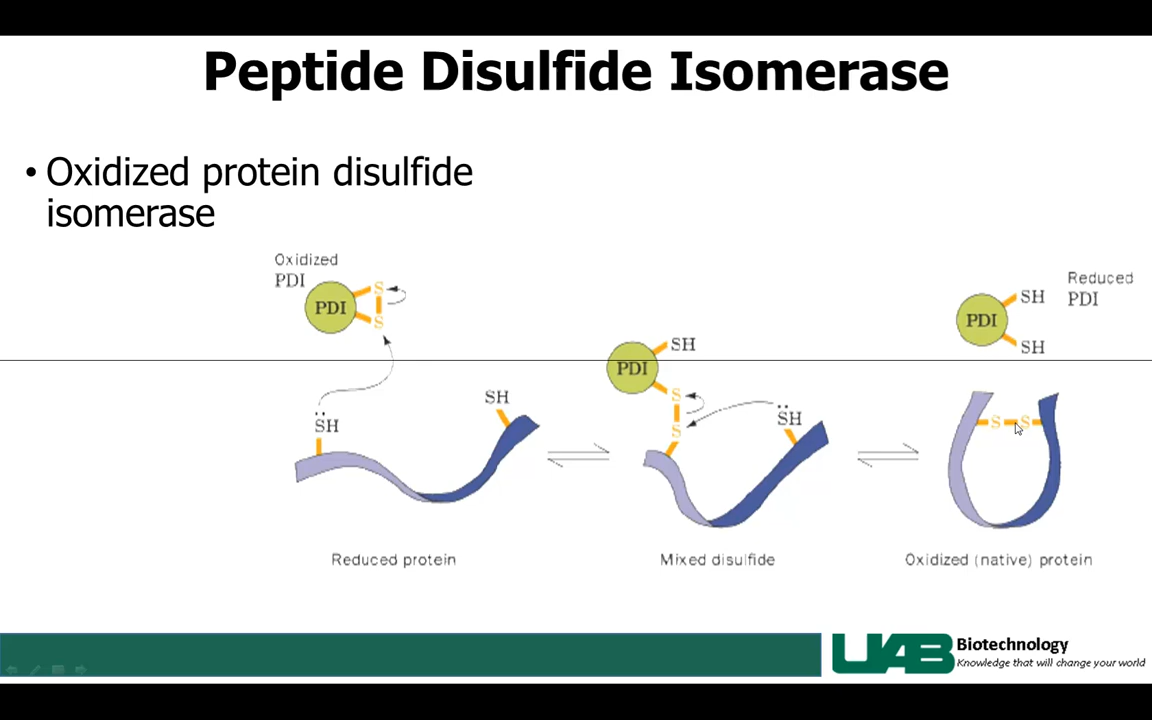 Peptide Disulfide Isomerase
• Oxidized protein disulfide
isomerase
Oxidized
PDI
PDI
S
S
SH
SH
Reduced protein
PDI
SH
S
S
SH
Mixed disulfide
PDI
SH
SH
Reduced
PDI
S S
Oxidized (native) protein
UAB Biotechnology
Knowledge that will change your world